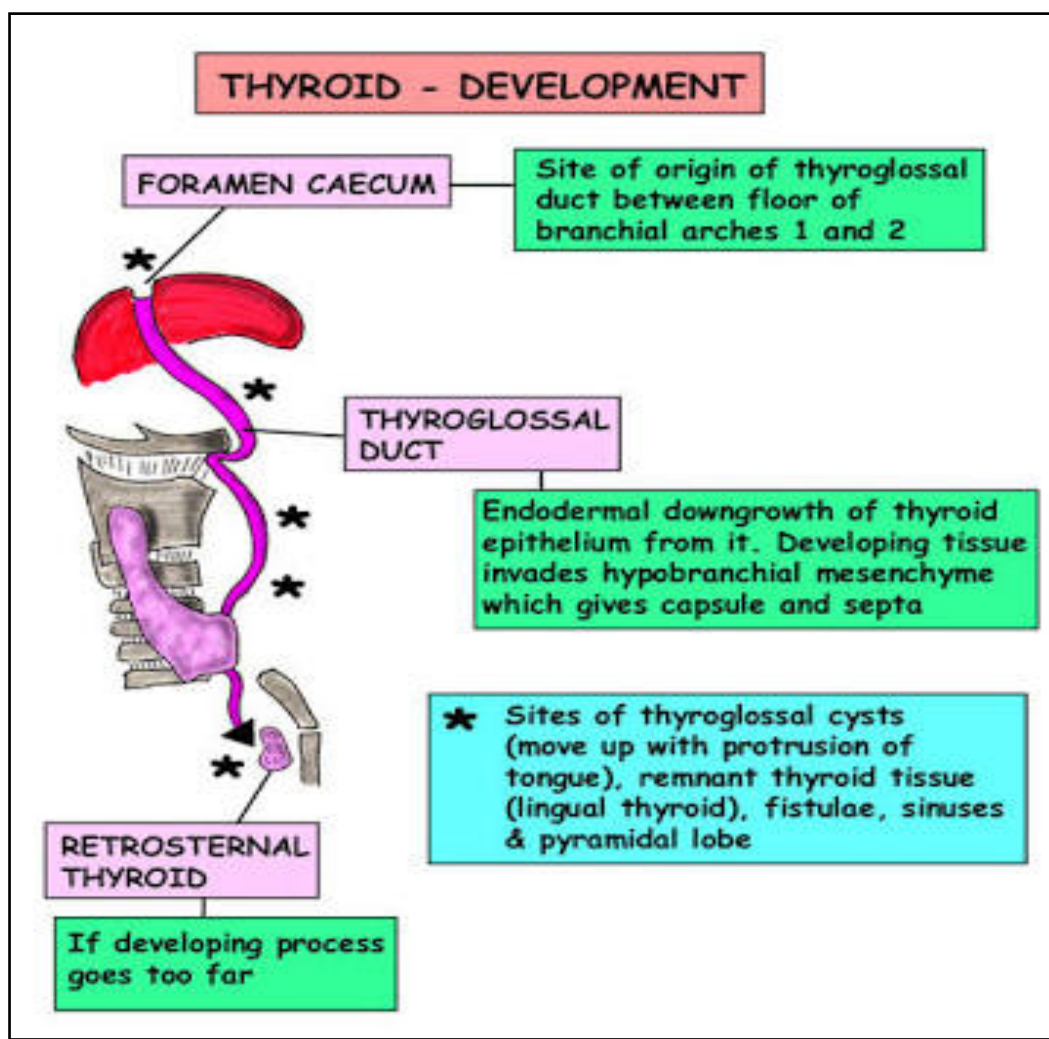 THYROID - DEVELOPMENT
FORAMEN CAECUM
Site of origin of thyroglossal
duct between floor of
branchial arches 1 and 2
*
*
THYROGLOSSAL
DUCT
*
Endodermal downgrowth of thyroid
epithelium from it. Developing tissue
invades hypobranchial mesenchyme
which gives capsule and septa
*
* Sites of thyroglossal cysts
(move up with protrusion of
tongue), remnant thyroid tissue
(lingual thyroid), fistulae, sinuses
& pyramidal lobe
*
RETROSTERNAL
THYROID
If developing process
goes too far